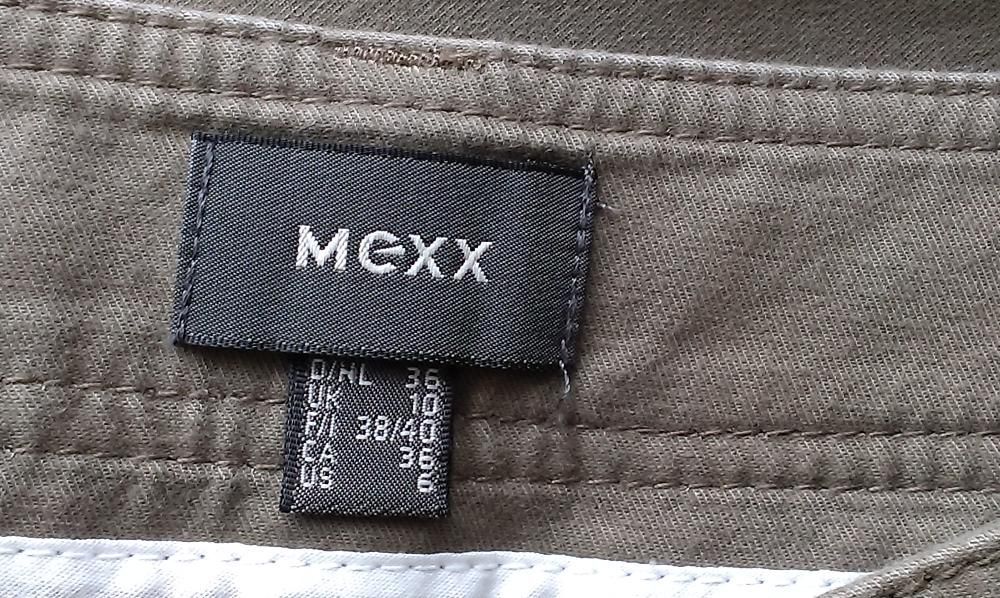 Mexx
D/NL 36
UK 10
F/I 38/40
CA 36
US 6